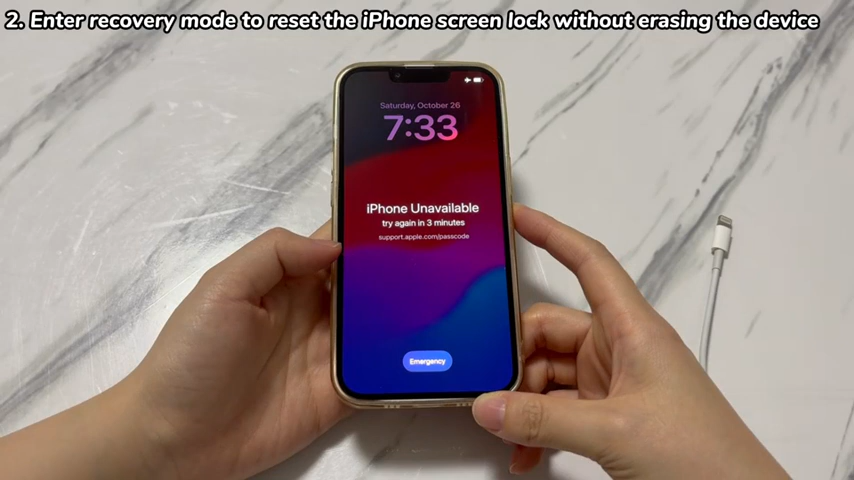 2. Enter recovery mode to reset the iPhone screen lock without erasing the device
Saturday, October 26
7:33
iPhone Unavailable
try again in 3 minutes
support.apple.com/passcode
Emergency